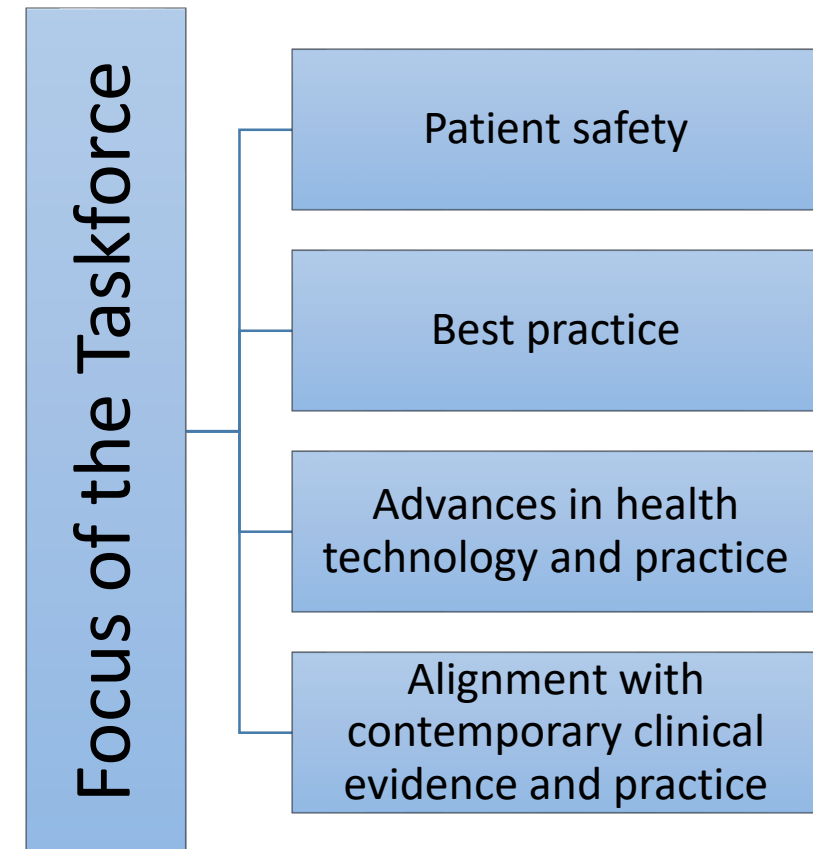 Focus of the Taskforce
Patient safety
Best practice
Advances in health
technology and practice
Alignment with
contemporary clinical
evidence and practice